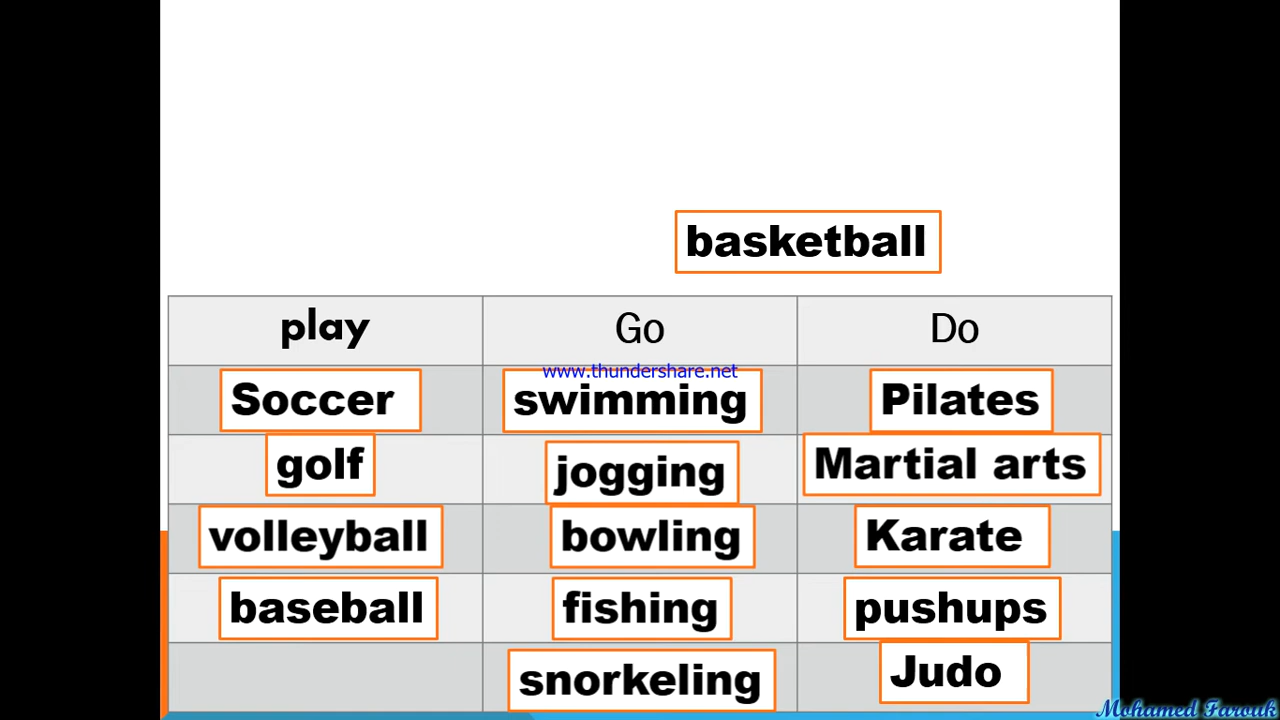 basketball
play Go Do
www.thundershare.net
Soccer swimming Pilates
golf jogging Martial arts
volleyball bowling Karate
baseball fishing pushups
snorkeling Judo
Mohamed Farouk